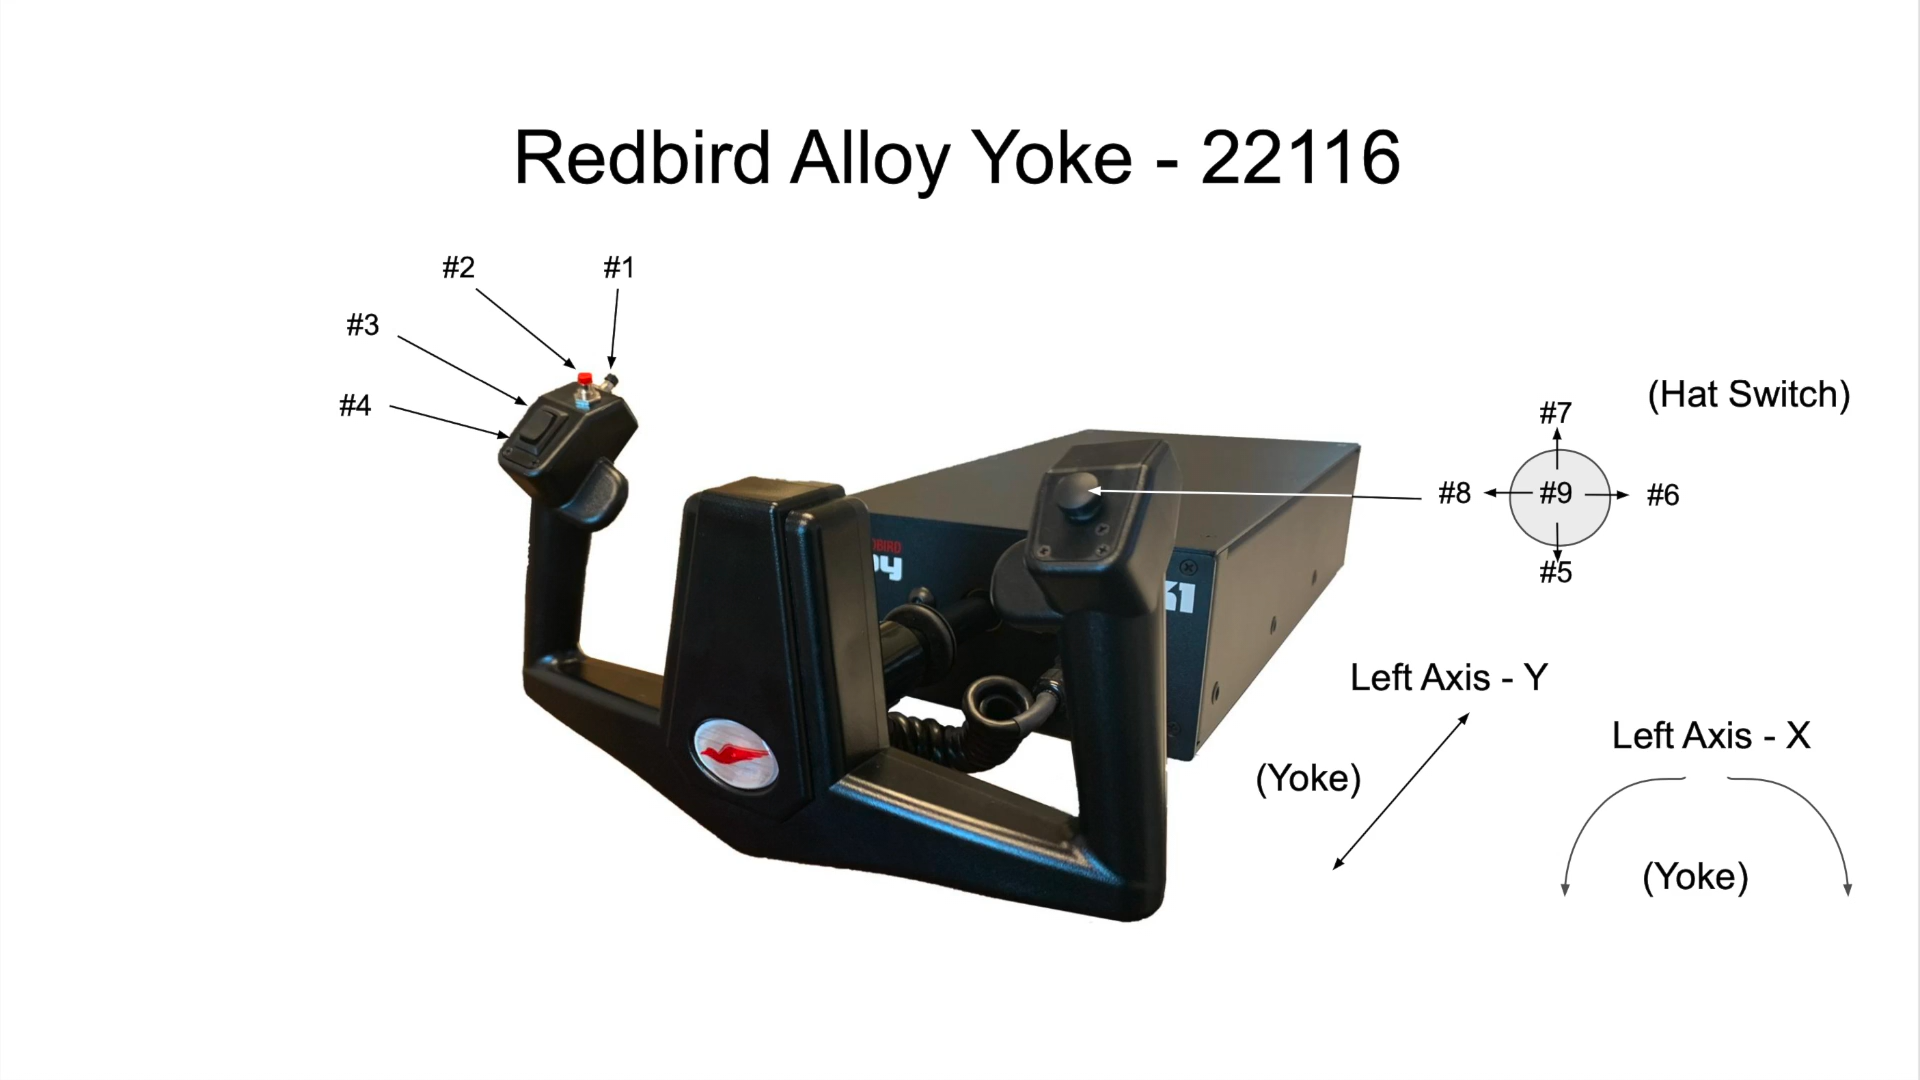 Redbird Alloy Yoke - 22116
#2
#1
#3
#4
(Hat Switch)
#7
#8
#9
#6
#5
Left Axis - Y
(Yoke)
Left Axis - X
(Yoke)